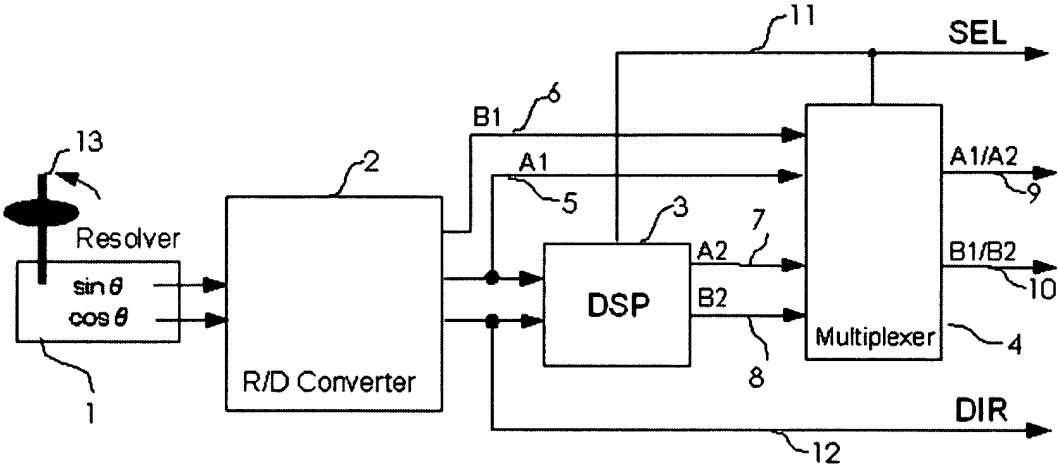 11
SEL
6
B1
13
2
A1
A1/A2
5
9
3
7
Resolver
A2
B1/B2
sin θ
10
cos θ
DSP
B2
Multiplexer
4
8
R/D Converter
1
DIR
12